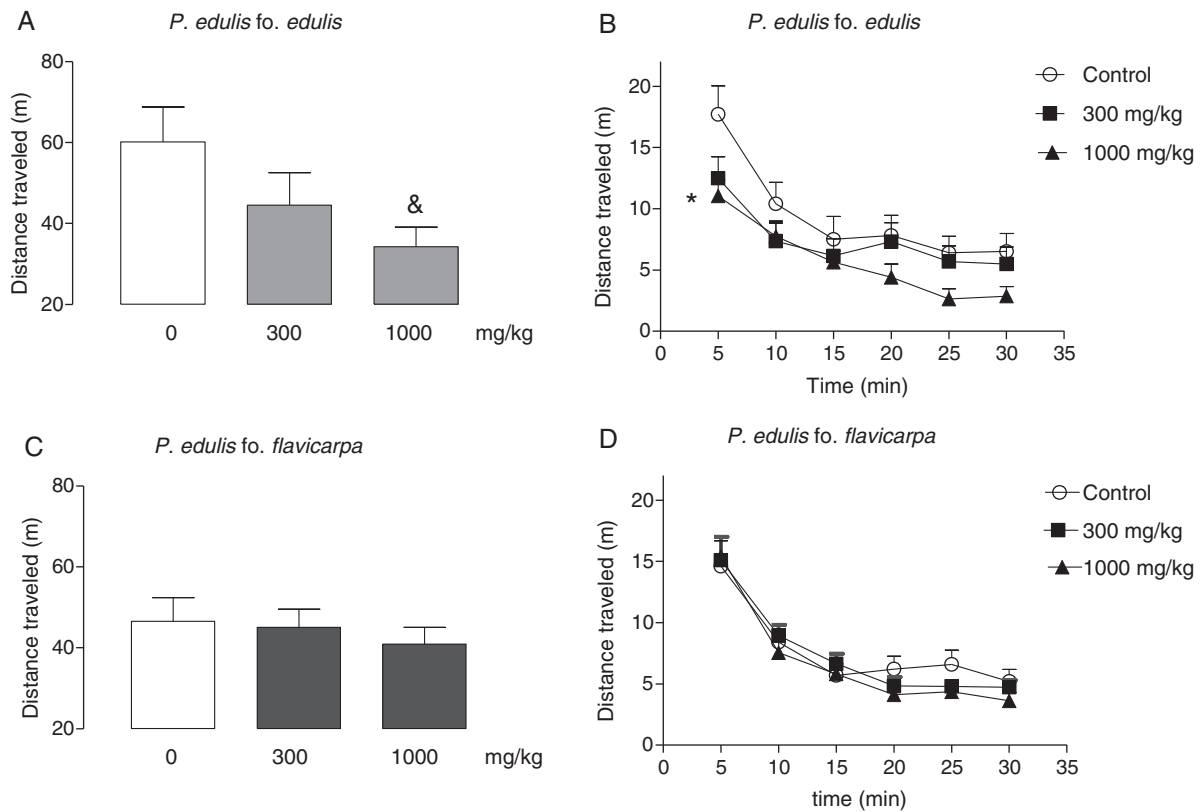 A
P. edulis fo. edulis
Distance traveled (m)
80
60
40
20
&
0 300 1000 mg/kg
B
P. edulis fo. edulis
Distance traveled (m)
20
15
10
5
0
*
0 5 10 15 20 25 30 35
Time (min)
Control
300 mg/kg
1000 mg/kg
C
P. edulis fo. flavicarpa
Distance traveled (m)
80
60
40
20
0 300 1000 mg/kg
D
P. edulis fo. flavicarpa
Distance traveled (m)
20
15
10
5
0
0 5 10 15 20 25 30 35
time (min)
Control
300 mg/kg
1000 mg/kg